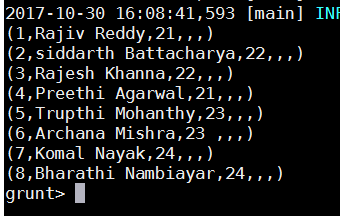 2017-10-30 16:08:41,593 [main] INF
(1,Rajiv Reddy,21,,,)
(2,siddarth Battacharya,22,,,)
(3,Rajesh Khanna,22,,,)
(4,Preethi Agarwal,21,,,)
(5,Trupthi Mohanthy,23,,,)
(6,Archana Mishra,23 ,,,)
(7,Komal Nayak,24,,,)
(8,Bharathi Nambiayar,24,,,)
grunt>